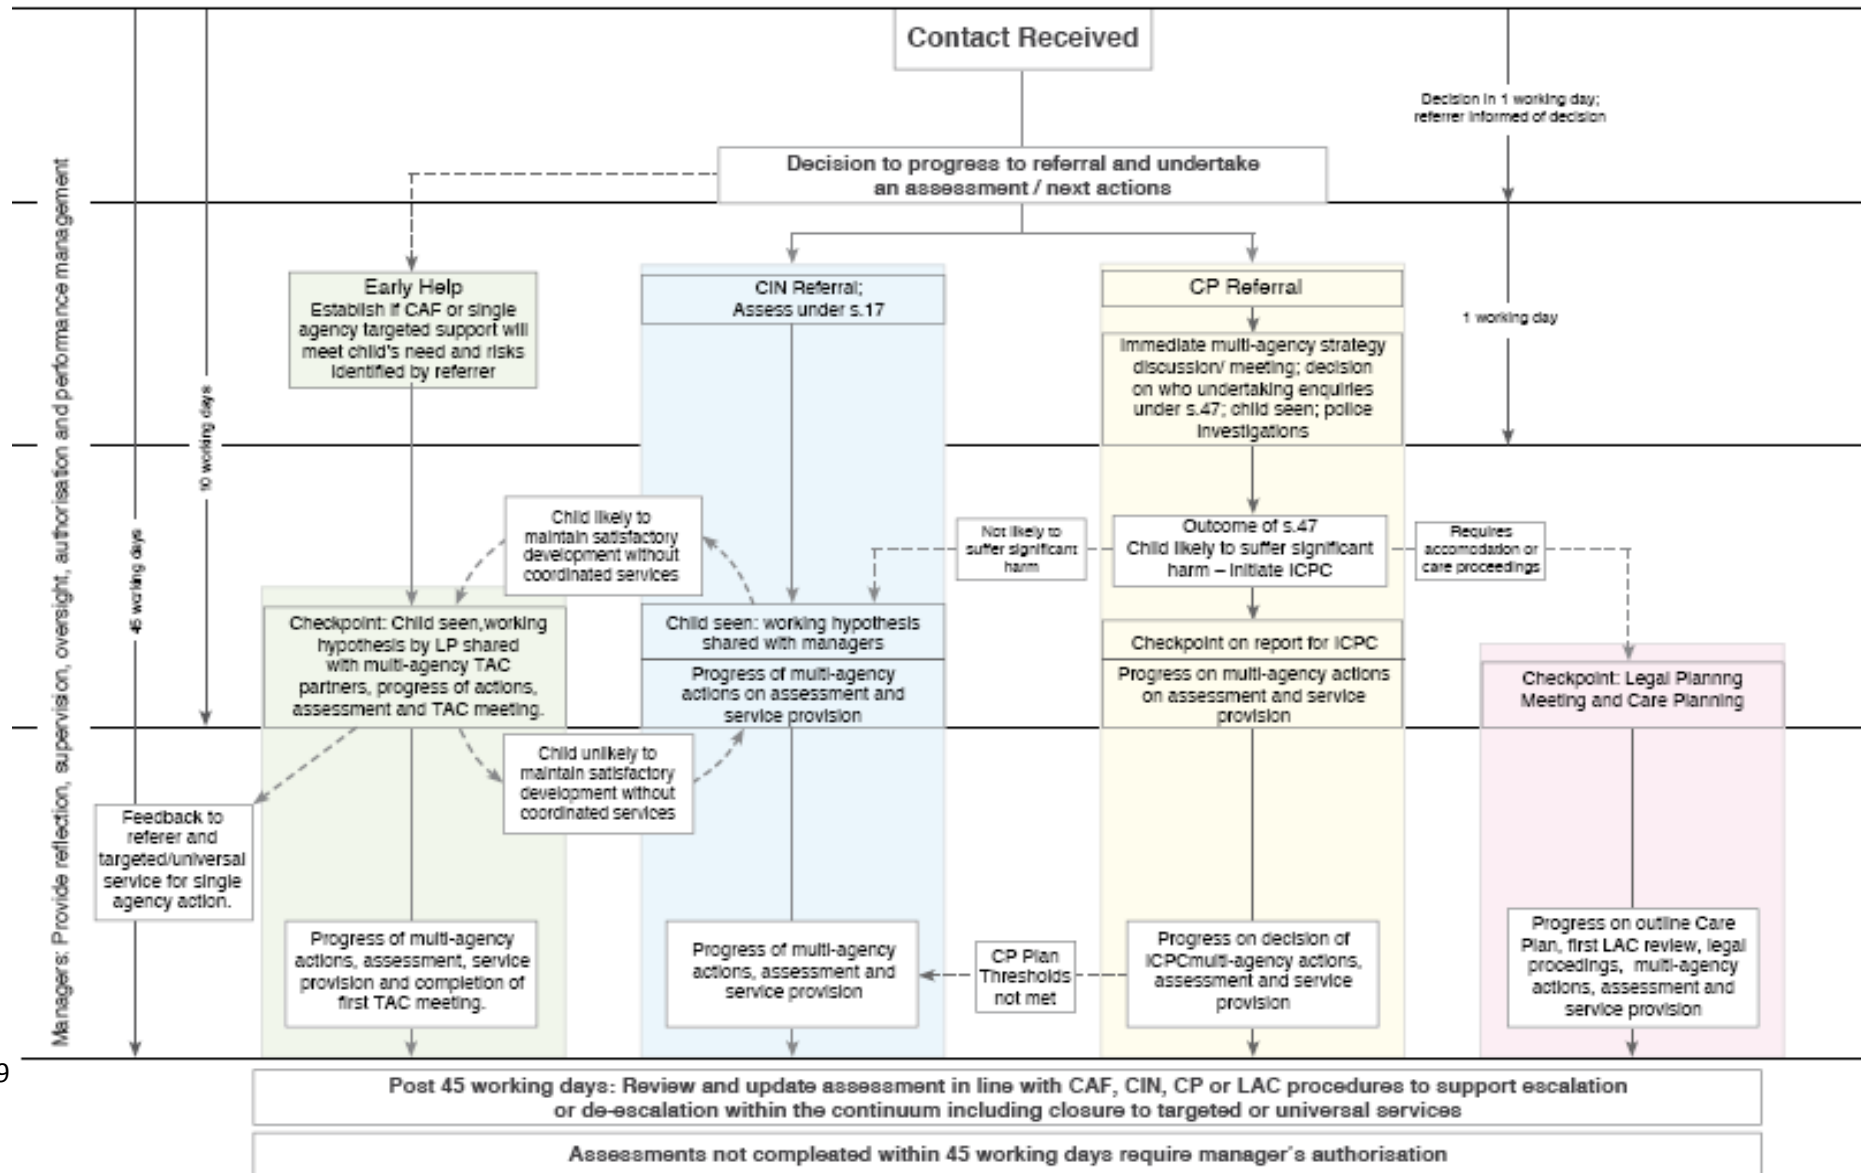 Contact Received
Decision in 1 working day;
referrer informed of decision
Decision to progress to referral and undertake
an assessment / next actions
Managers: Provide reflection, supervision, oversight, authorisation and performance management
45 working days
10 working days
1 working day
Early Help
Establish if CAF or single
agency targeted support will
meet child's need and risks
identified by referrer
CIN Referral;
Assess under s.17
CP Referral
Immediate multi-agency strategy
discussion/ meeting; decision
on who undertaking enquiries
under s.47; child seen; police
investigations
Child likely to
maintain satisfactory
development without
coordinated services
Not likely to
suffer significant
harm
Outcome of s.47
Child likely to suffer significant
harm – initiate ICPC
Requires
accomodation or
care proceedings
Checkpoint: Child seen,working
hypothesis by LP shared
with multi-agency TAC
partners, progress of actions,
assessment and TAC meeting.
Child seen: working hypothesis
shared with managers
Progress of multi-agency
actions on assessment and
service provision
Checkpoint on report for ICPC
Progress on multi-agency actions
on assessment and service
provision
Checkpoint: Legal Plannng
Meeting and Care Planning
Child unlikely to
maintain satisfactory
development without
coordinated services
Feedback to
referer and
targeted/universal
service for single
agency action.
Progress of multi-agency
actions, assessment, service
provision and completion of
first TAC meeting.
Progress of multi-agency
actions, assessment and
service provision
CP Plan
Thresholds
not met
Progress on decision of
ICPCmulti-agency actions,
assessment and service
provision
Progress on outline Care
Plan, first LAC review, legal
procedings, multi-agency
actions, assessment and
service provision
9
Post 45 working days: Review and update assessment in line with CAF, CIN, CP or LAC procedures to support escalation
or de-escalation within the continuum including closure to targeted or universal services
Assessments not compleated within 45 working days require manager's authorisation